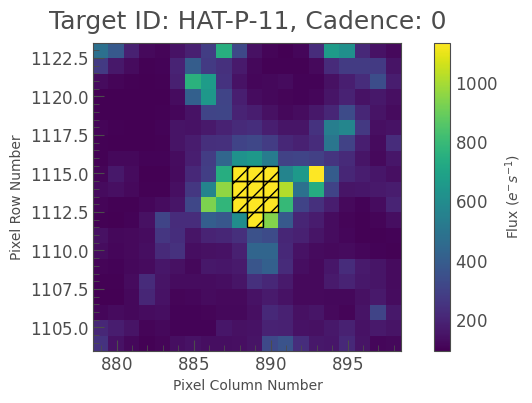 Target ID: HAT-P-11, Cadence: 0
1122.5
1120.0
1117.5
1115.0
1112.5
1110.0
1107.5
1105.0
Pixel Row Number
880 885 890 895
Pixel Column Number
1000
800
600
400
200
Flux (e⁻s⁻¹)